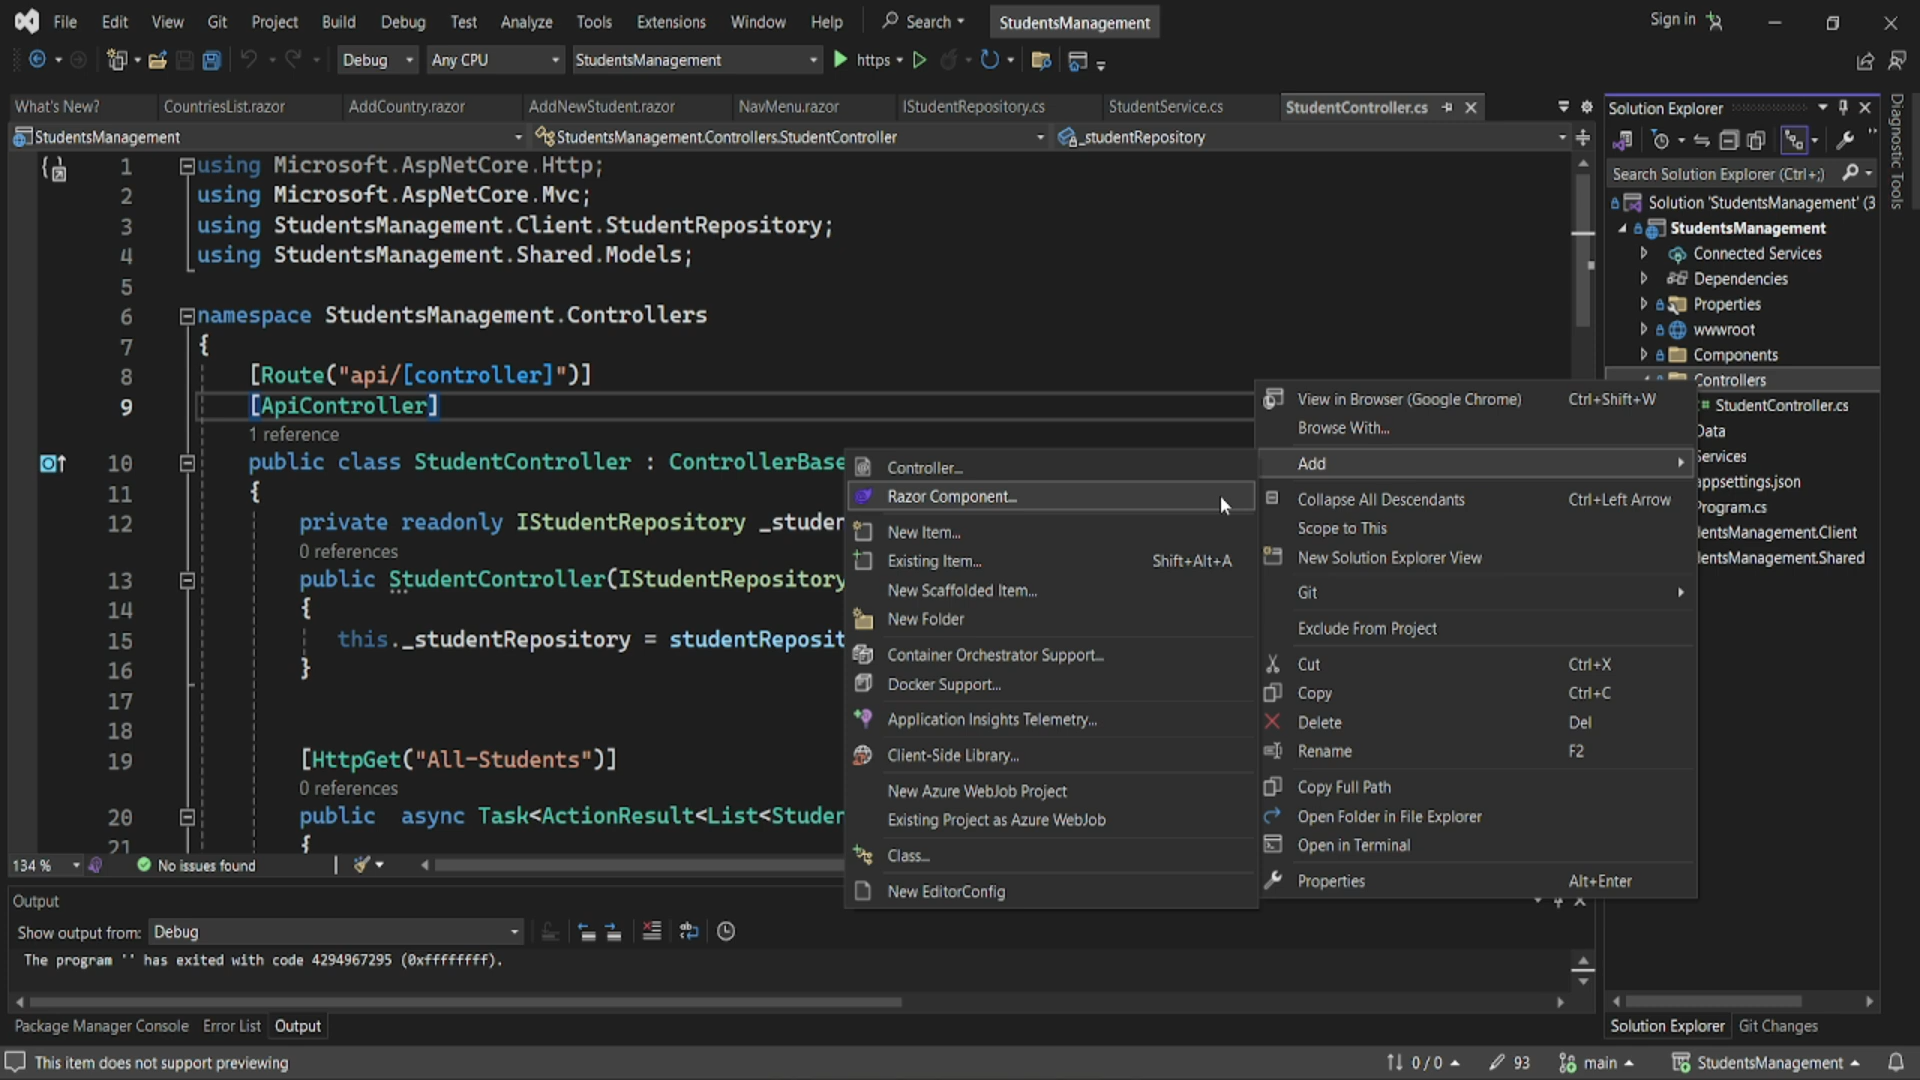 File Edit View Git Project Build Debug Test Analyze Tools Extensions Window Help Search StudentsManagement Sign in
Debug Any CPU StudentsManagement https
What's New? CountriesList.razor AddCountry.razor AddNewStudent.razor NavMenu.razor IStudentRepository.cs StudentService.cs StudentController.cs
StudentsManagement StudentsManagement.Controllers.StudentController _studentRepository
1 using Microsoft.AspNetCore.Http;
2 using Microsoft.AspNetCore.Mvc;
3 using StudentsManagement.Client.StudentRepository;
4 using StudentsManagement.Shared.Models;
5
6 namespace StudentsManagement.Controllers
7 {
8 [Route("api/[controller]")]
9 [ApiController]
1 reference
10 public class StudentController : ControllerBase
11 {
12 private readonly IStudentRepository _studen
0 references
13 public StudentController(IStudentRepository
14 {
15 this._studentRepository = studentReposit
16 }
17
18
19 [HttpGet("All-Students")]
0 references
20 public async Task<ActionResult<List<Studen
21 {
134 % No issues found
Controller...
Razor Component...
New Item...
Existing Item... Shift+Alt+A
New Scaffolded Item...
New Folder
Container Orchestrator Support...
Docker Support...
Application Insights Telemetry...
Client-Side Library...
New Azure WebJob Project
Existing Project as Azure WebJob
Class...
New EditorConfig
View in Browser (Google Chrome) Ctrl+Shift+W
Browse With...
Add
Collapse All Descendants Ctrl+Left Arrow
Scope to This
New Solution Explorer View
Git
Exclude From Project
Cut Ctrl+X
Copy Ctrl+C
Delete Del
Rename F2
Copy Full Path
Open Folder in File Explorer
Open in Terminal
Properties Alt+Enter
Solution Explorer
Search Solution Explorer (Ctrl+;)
Solution 'StudentsManagement' (3
StudentsManagement
Connected Services
Dependencies
Properties
wwwroot
Components
Controllers
StudentController.cs
Data
Services
appsettings.json
Program.cs
entsManagement.Client
entsManagement.Shared
Solution Explorer Git Changes
Diagnostic Tools
Output
Show output from: Debug
The program '' has exited with code 4294967295 (0xffffffff).
Package Manager Console Error List Output
This item does not support previewing 0 / 0 93 main StudentsManagement